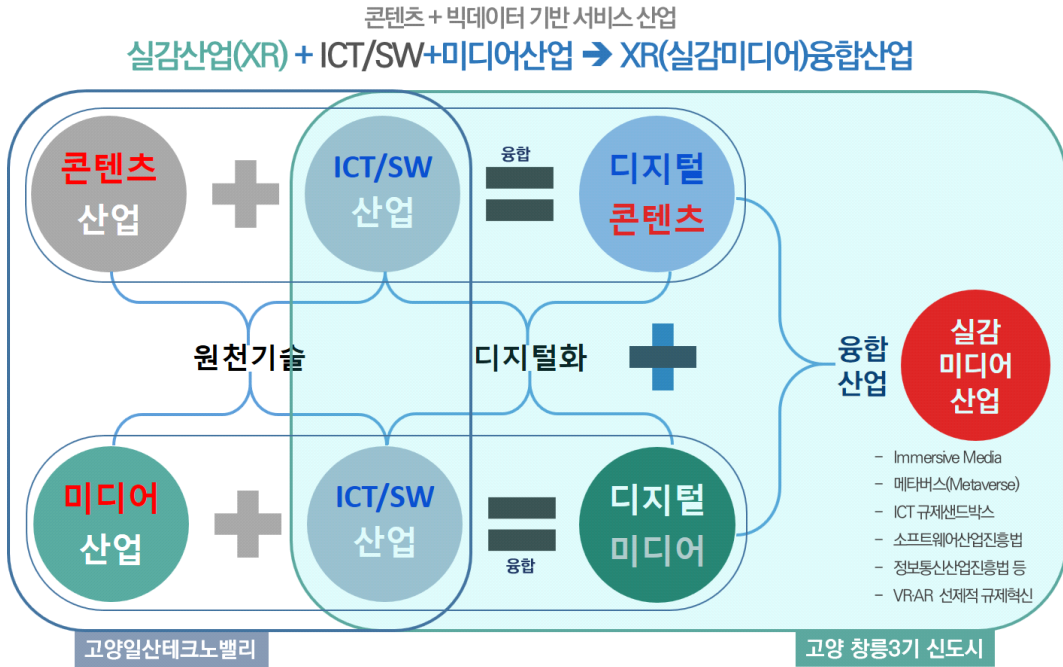 콘텐츠 + 빅데이터 기반 서비스 산업
실감산업(XR) + ICT/SW+미디어산업 ➔ XR(실감미디어)융합산업
콘텐츠
산업
ICT/SW
산업
융합
디지털
콘텐츠
원천기술
디지털화
융합
산업
실감
미디어
산업
미디어
산업
ICT/SW
산업
융합
디지털
미디어
- Immersive Media
- 메타버스(Metaverse)
- ICT 규제샌드박스
- 소프트웨어산업진흥법
- 정보통신산업진흥법 등
- VR·AR 선제적 규제혁신
고양일산테크노밸리
고양 창릉3기 신도시